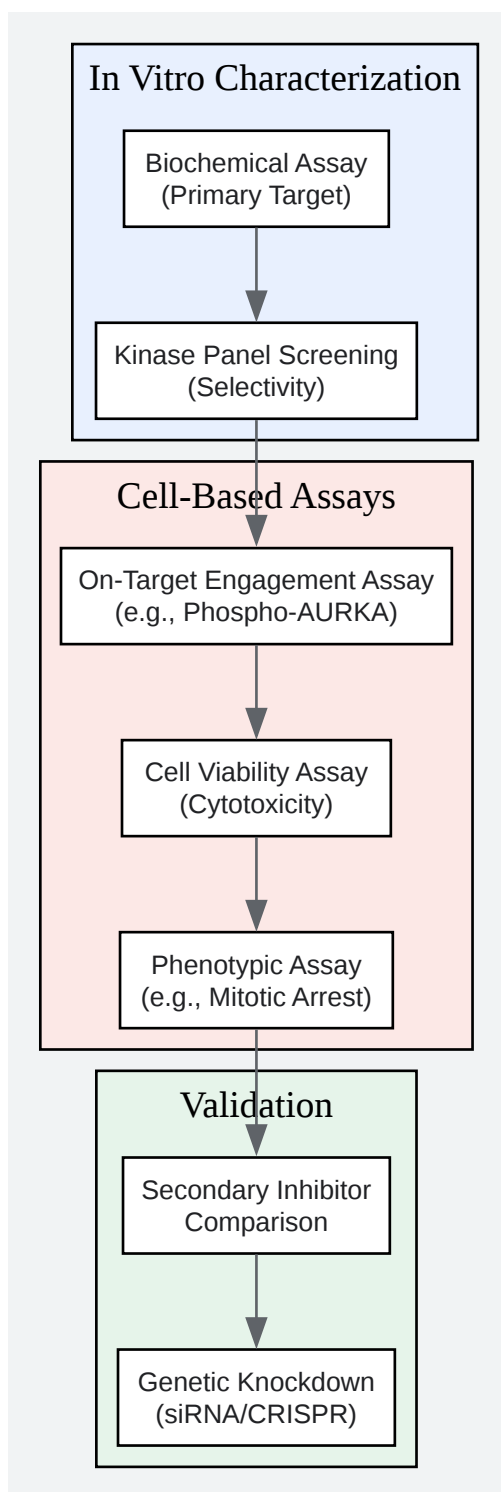 In Vitro Characterization
Biochemical Assay
(Primary Target)
Kinase Panel Screening
(Selectivity)
Cell-Based Assays
On-Target Engagement Assay
(e.g., Phospho-AURKA)
Cell Viability Assay
(Cytotoxicity)
Phenotypic Assay
(e.g., Mitotic Arrest)
Validation
Secondary Inhibitor
Comparison
Genetic Knockdown
(siRNA/CRISPR)